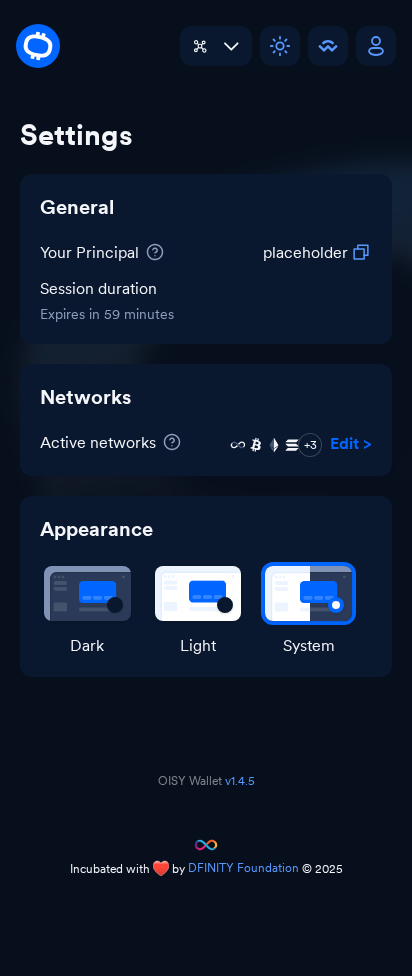 Settings
General
Your Principal placeholder
Session duration
Expires in 59 minutes
Networks
Active networks +3 Edit >
Appearance
Dark Light System
OISY Wallet v1.4.5
Incubated with ❤️ by DFINITY Foundation © 2025